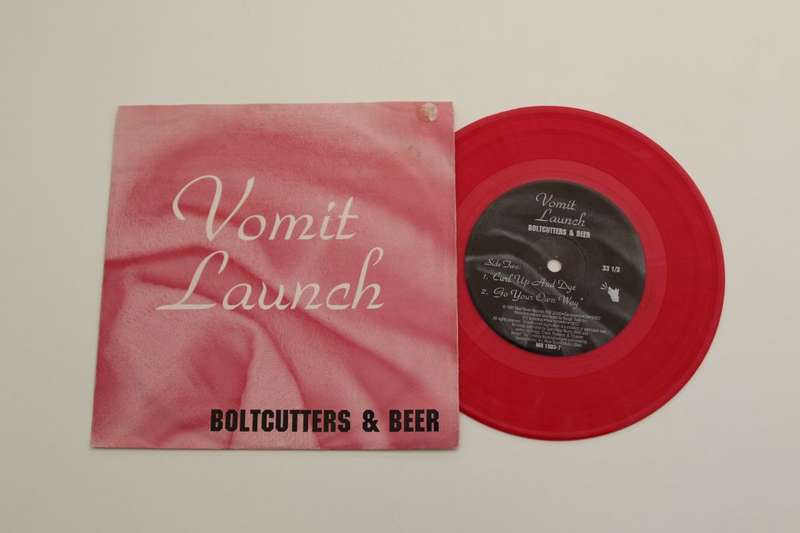 Vomit
Launch
BOLTCUTTERS & BEER
Vomit
Launch
BOLTCUTTERS & BEER
Side Two:
33 1/3
1. Curl Up And Dye
2. Go Your Own Way*